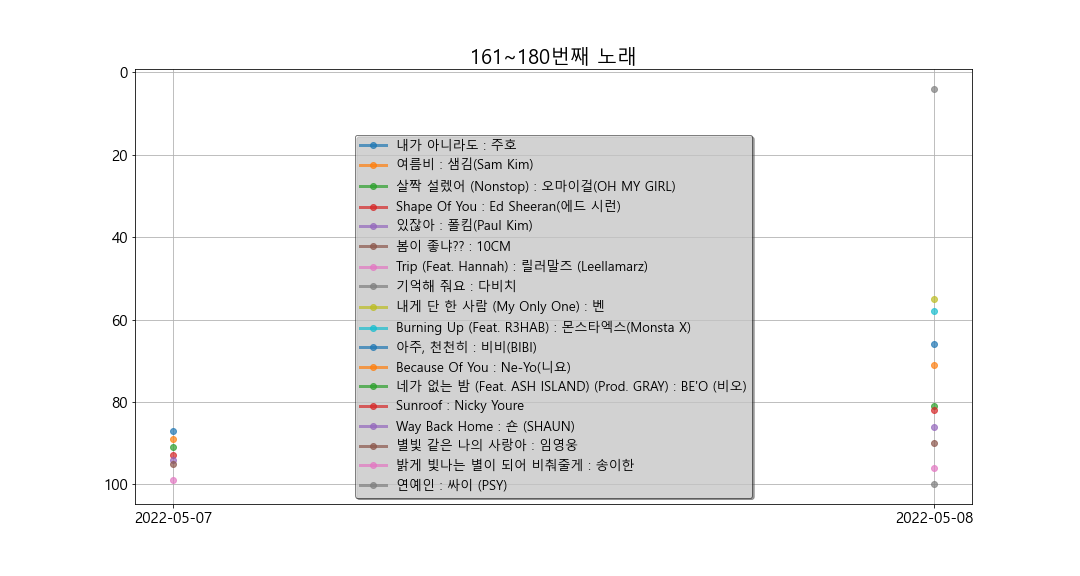 161~180번째 노래
0
20
40
60
80
100
내가 아니라도 : 주호
여름비 : 샘김(Sam Kim)
살짝 설렜어 (Nonstop) : 오마이걸(OH MY GIRL)
Shape Of You : Ed Sheeran(에드 시런)
있잖아 : 폴킴(Paul Kim)
봄이 좋냐?? : 10CM
Trip (Feat. Hannah) : 릴러말즈 (Leellamarz)
기억해 줘요 : 다비치
내게 단 한 사람 (My Only One) : 벤
Burning Up (Feat. R3HAB) : 몬스타엑스(Monsta X)
아주, 천천히 : 비비(BIBI)
Because Of You : Ne-Yo(니요)
네가 없는 밤 (Feat. ASH ISLAND) (Prod. GRAY) : BE'O (비오)
Sunroof : Nicky Youre
Way Back Home : 숀 (SHAUN)
별빛 같은 나의 사랑아 : 임영웅
밝게 빛나는 별이 되어 비춰줄게 : 송이한
연예인 : 싸이 (PSY)
2022-05-07
2022-05-08